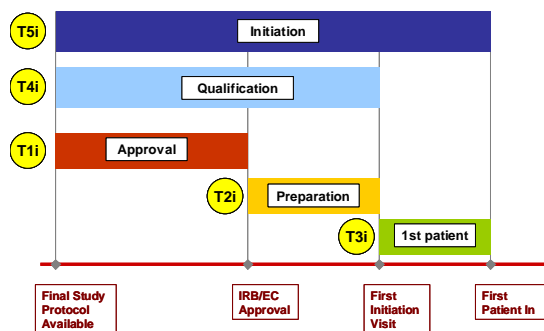 T5i
Initiation
T4i
Qualification
T1i
Approval
T2i
Preparation
T3i
1st patient
Final Study
Protocol
Available
IRB/EC
Approval
First
Initiation
Visit
First
Patient In